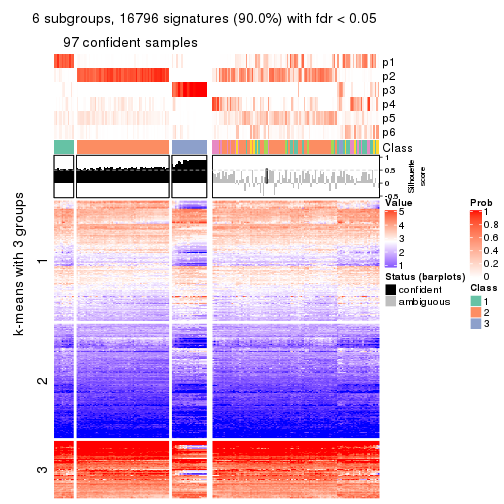 6 subgroups, 16796 signatures (90.0%) with fdr < 0.05
97 confident samples
p1
p2
p3
p4
p5
p6
Class
1
0.5
0
-0.5
Silhouette
score
k-means with 3 groups
1
2
3
Value
5
4
3
2
1
Status (barplots)
confident
ambiguous
Prob
1
0.8
0.6
0.4
0.2
0
Class
1
2
3